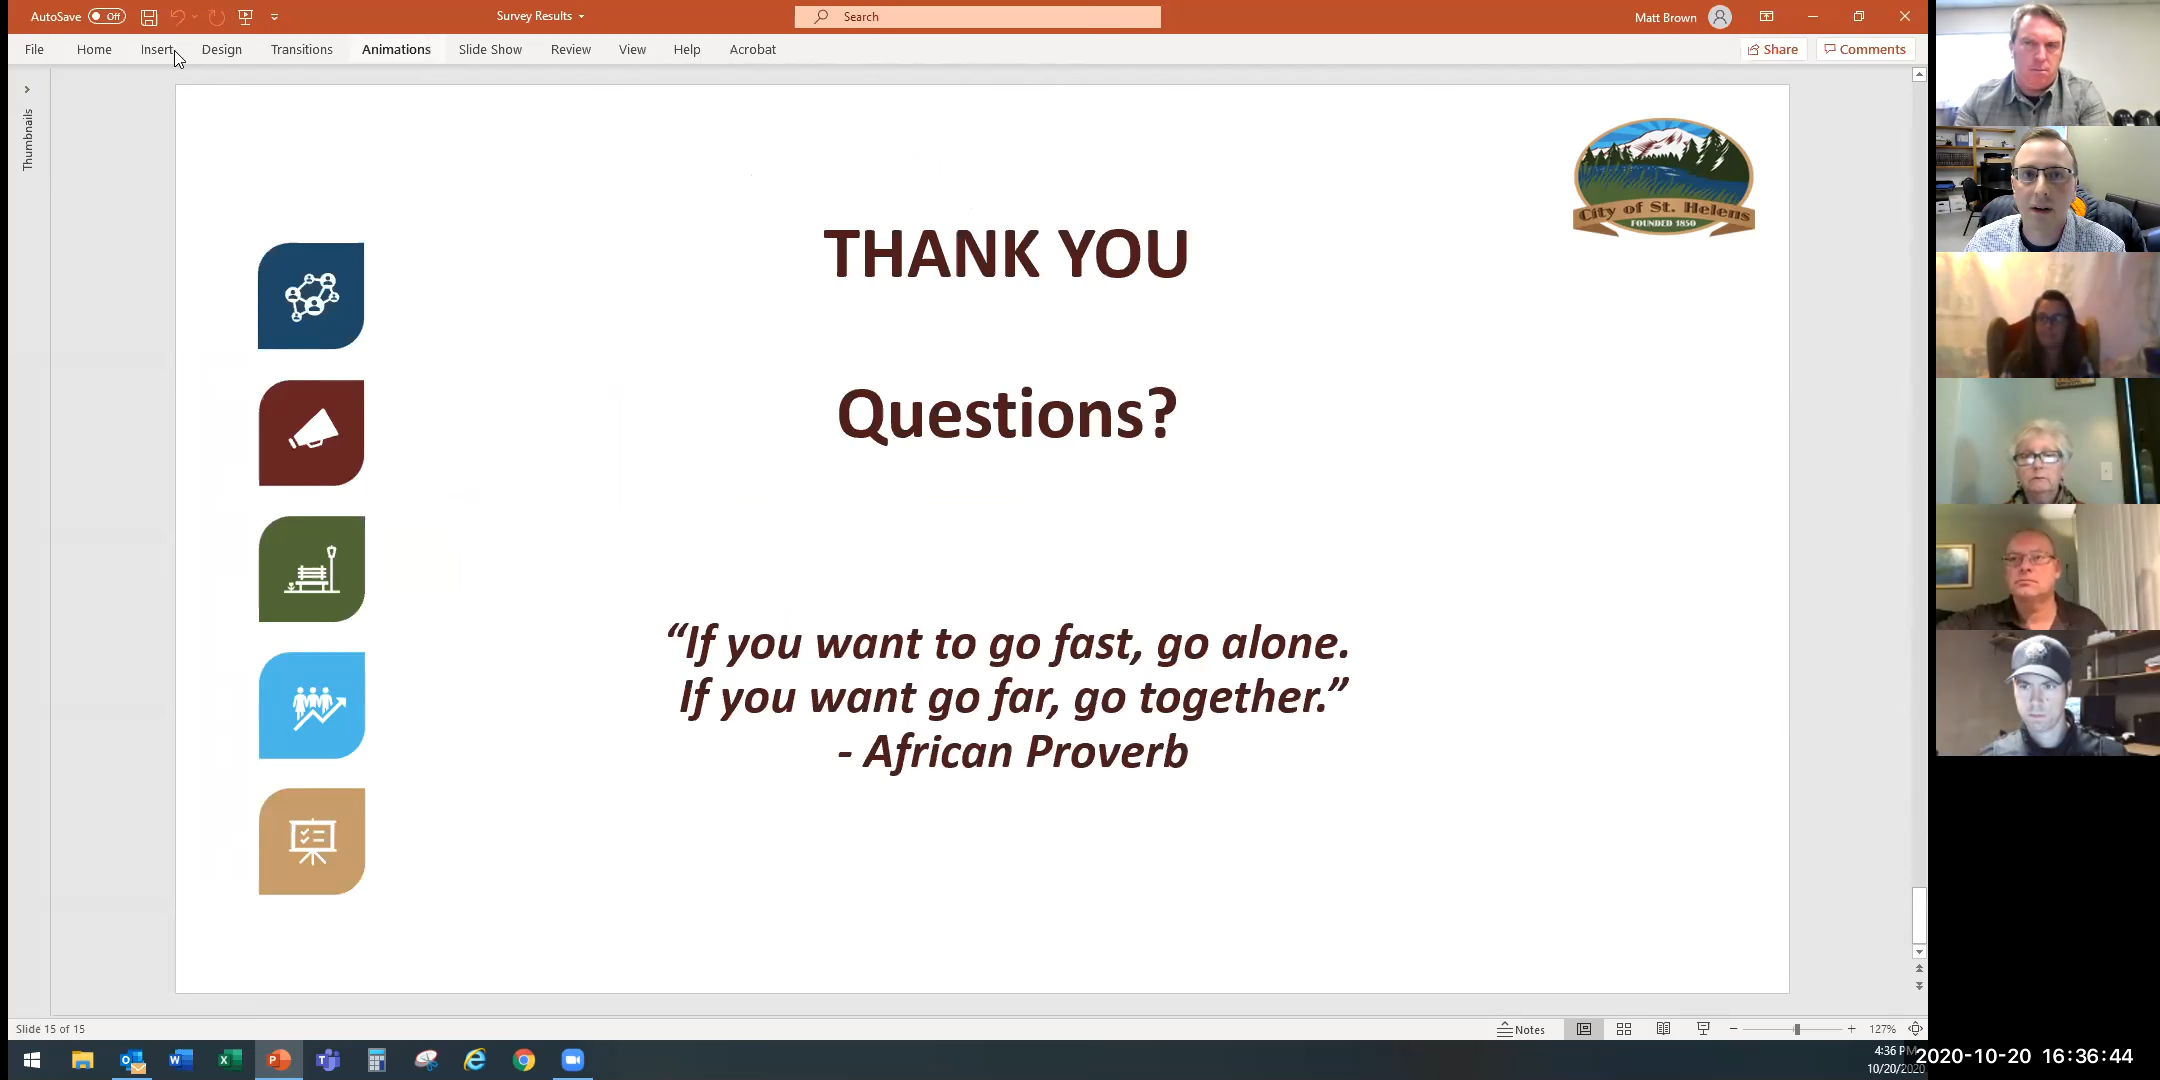 AutoSave Off
Survey Results
Search
Matt Brown
File Home Insert Design Transitions Animations Slide Show Review View Help Acrobat
Share Comments
Thumbnails
City of St. Helens
FOUNDED 1850
THANK YOU
Questions?
“If you want to go fast, go alone.
If you want go far, go together.”
- African Proverb
Slide 15 of 15
Notes
127%
4:36 PM
10/20/2020
2020-10-20 16:36:44